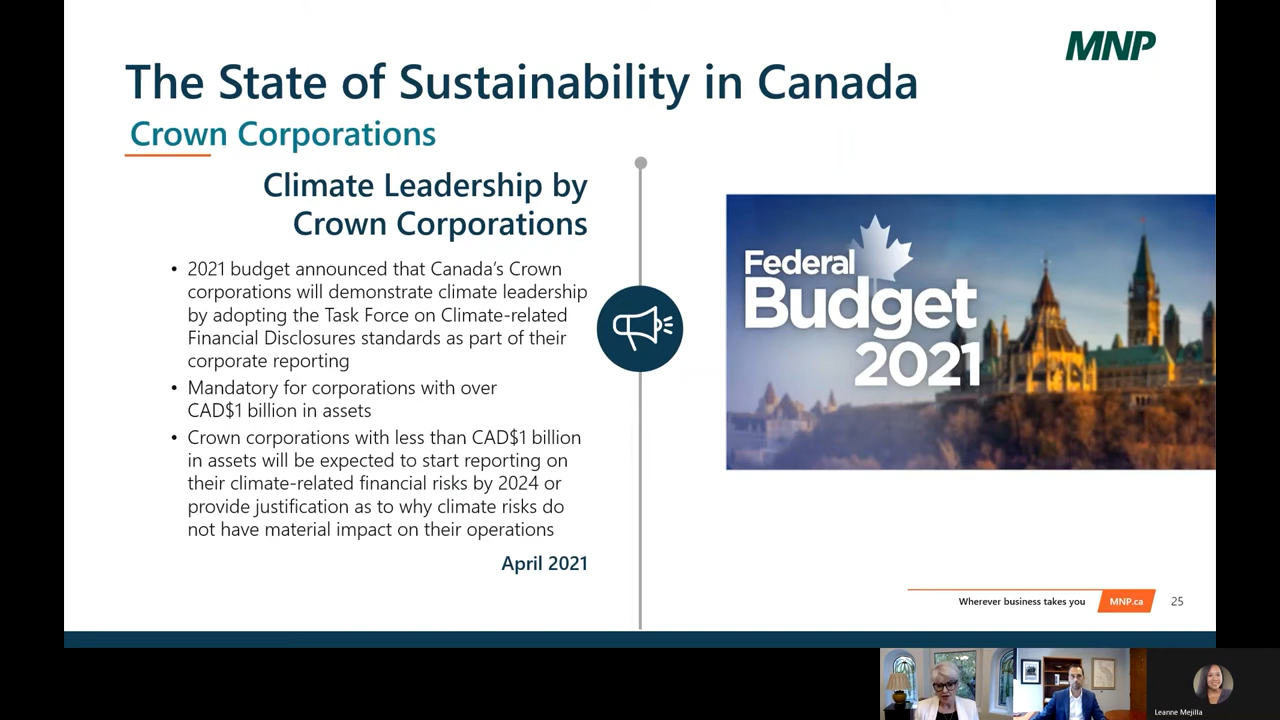 MNP
The State of Sustainability in Canada
Crown Corporations
Climate Leadership by
Crown Corporations
• 2021 budget announced that Canada's Crown
corporations will demonstrate climate leadership
by adopting the Task Force on Climate-related
Financial Disclosures standards as part of their
corporate reporting
• Mandatory for corporations with over
CAD$1 billion in assets
• Crown corporations with less than CAD$1 billion
in assets will be expected to start reporting on
their climate-related financial risks by 2024 or
provide justification as to why climate risks do
not have material impact on their operations
April 2021
Federal
Budget
2021
Wherever business takes you
MNP.ca
25
Leanne Mejilla